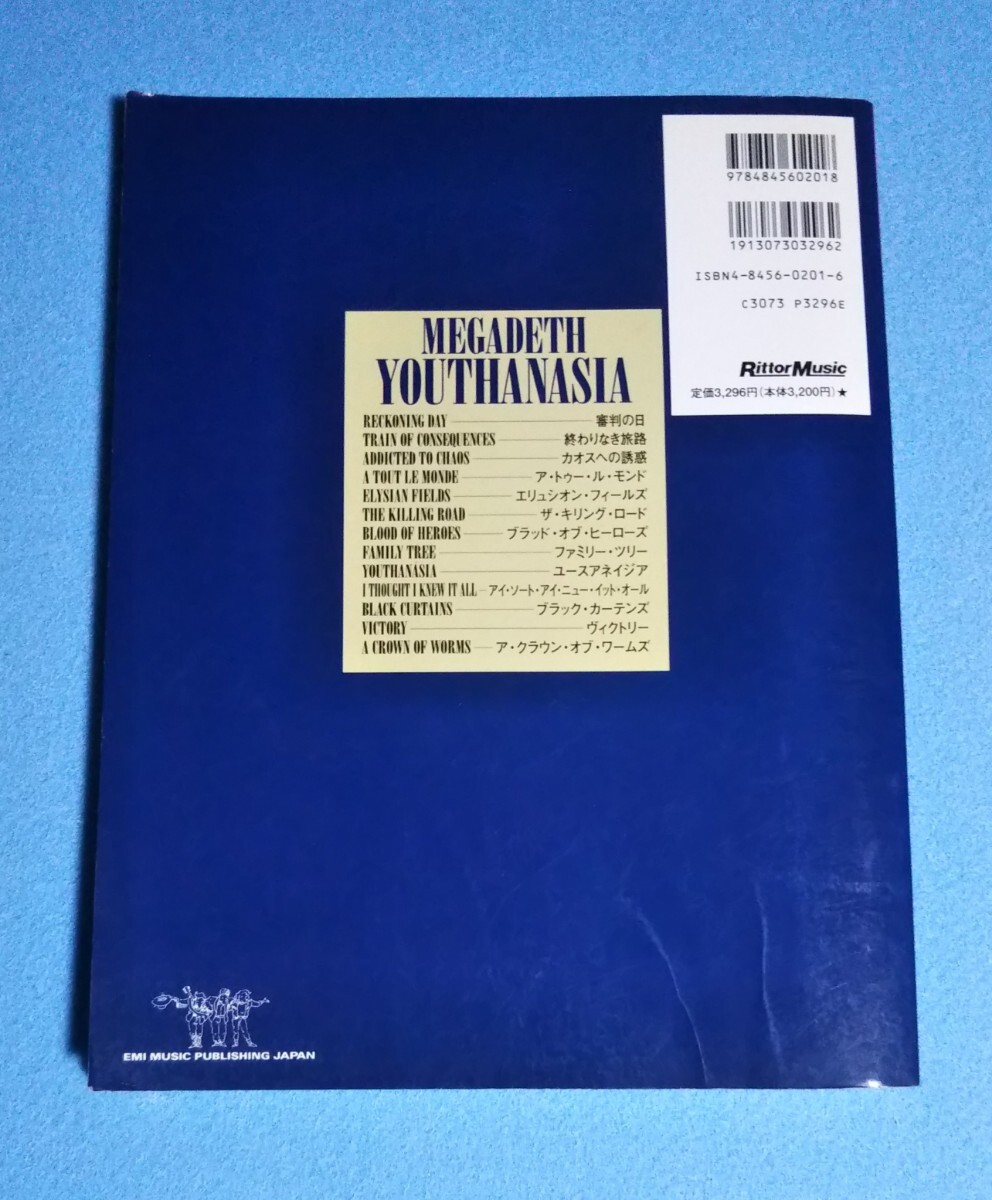 9784845602018
1913073032962
ISBN4-8456-0201-6
C3073 P3296E
RittorMusic
定価3,296円(本体3,200円)★
MEGADETH
YOUTHANASIA
RECKONING DAY 審判の日
TRAIN OF CONSEQUENCES 終わりなき旅路
ADDICTED TO CHAOS カオスへの誘惑
A TOUT LE MONDE ア・トゥー・ル・モンド
ELYSIAN FIELDS エリュシオン・フィールズ
THE KILLING ROAD ザ・キリング・ロード
BLOOD OF HEROES ブラッド・オブ・ヒーローズ
FAMILY TREE ファミリー・ツリー
YOUTHANASIA ユースアネイジア
I THOUGHT I KNEW IT ALL アイ・ソート・アイ・ニュー・イット・オール
BLACK CURTAINS ブラック・カーテンズ
VICTORY ヴィクトリー
A CROWN OF WORMS ア・クラウン・オブ・ワームズ
EMI MUSIC PUBLISHING JAPAN